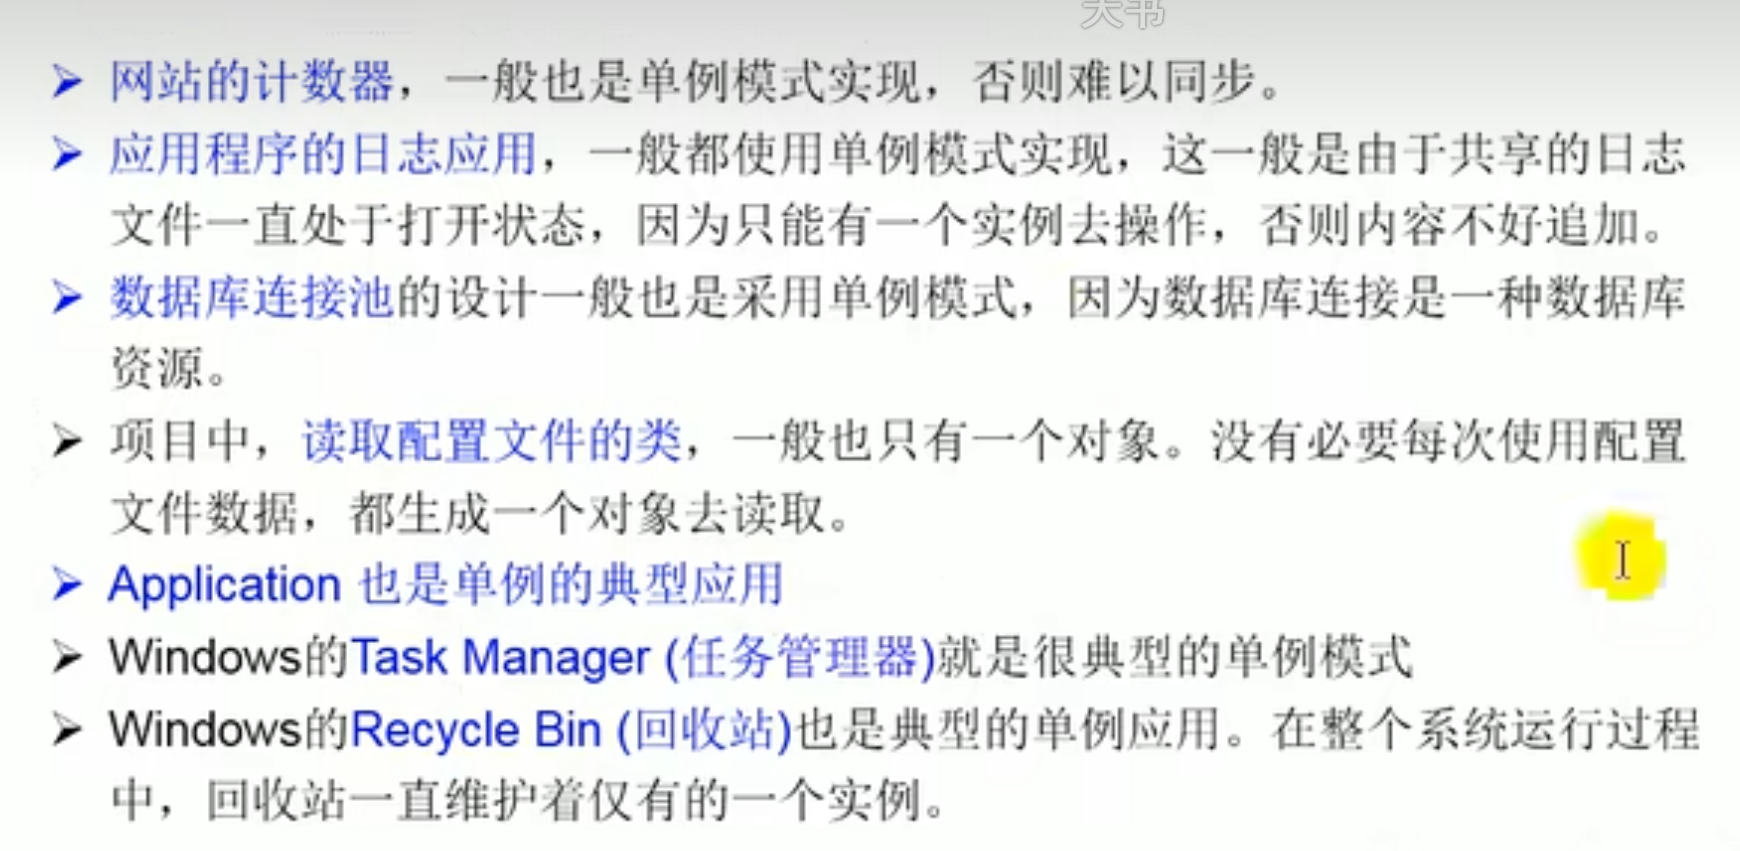 天书
网站的计数器，一般也是单例模式实现，否则难以同步。
应用程序的日志应用，一般都使用单例模式实现，这一般是由于共享的日志
文件一直处于打开状态，因为只能有一个实例去操作，否则内容不好追加。
数据库连接池的设计一般也是采用单例模式，因为数据库连接是一种数据库
资源。
项目中，读取配置文件的类，一般也只有一个对象。没有必要每次使用配置
文件数据，都生成一个对象去读取。
Application 也是单例的典型应用
Windows的Task Manager (任务管理器)就是很典型的单例模式
Windows的Recycle Bin (回收站)也是典型的单例应用。在整个系统运行过程
中，回收站一直维护着仅有的一个实例。